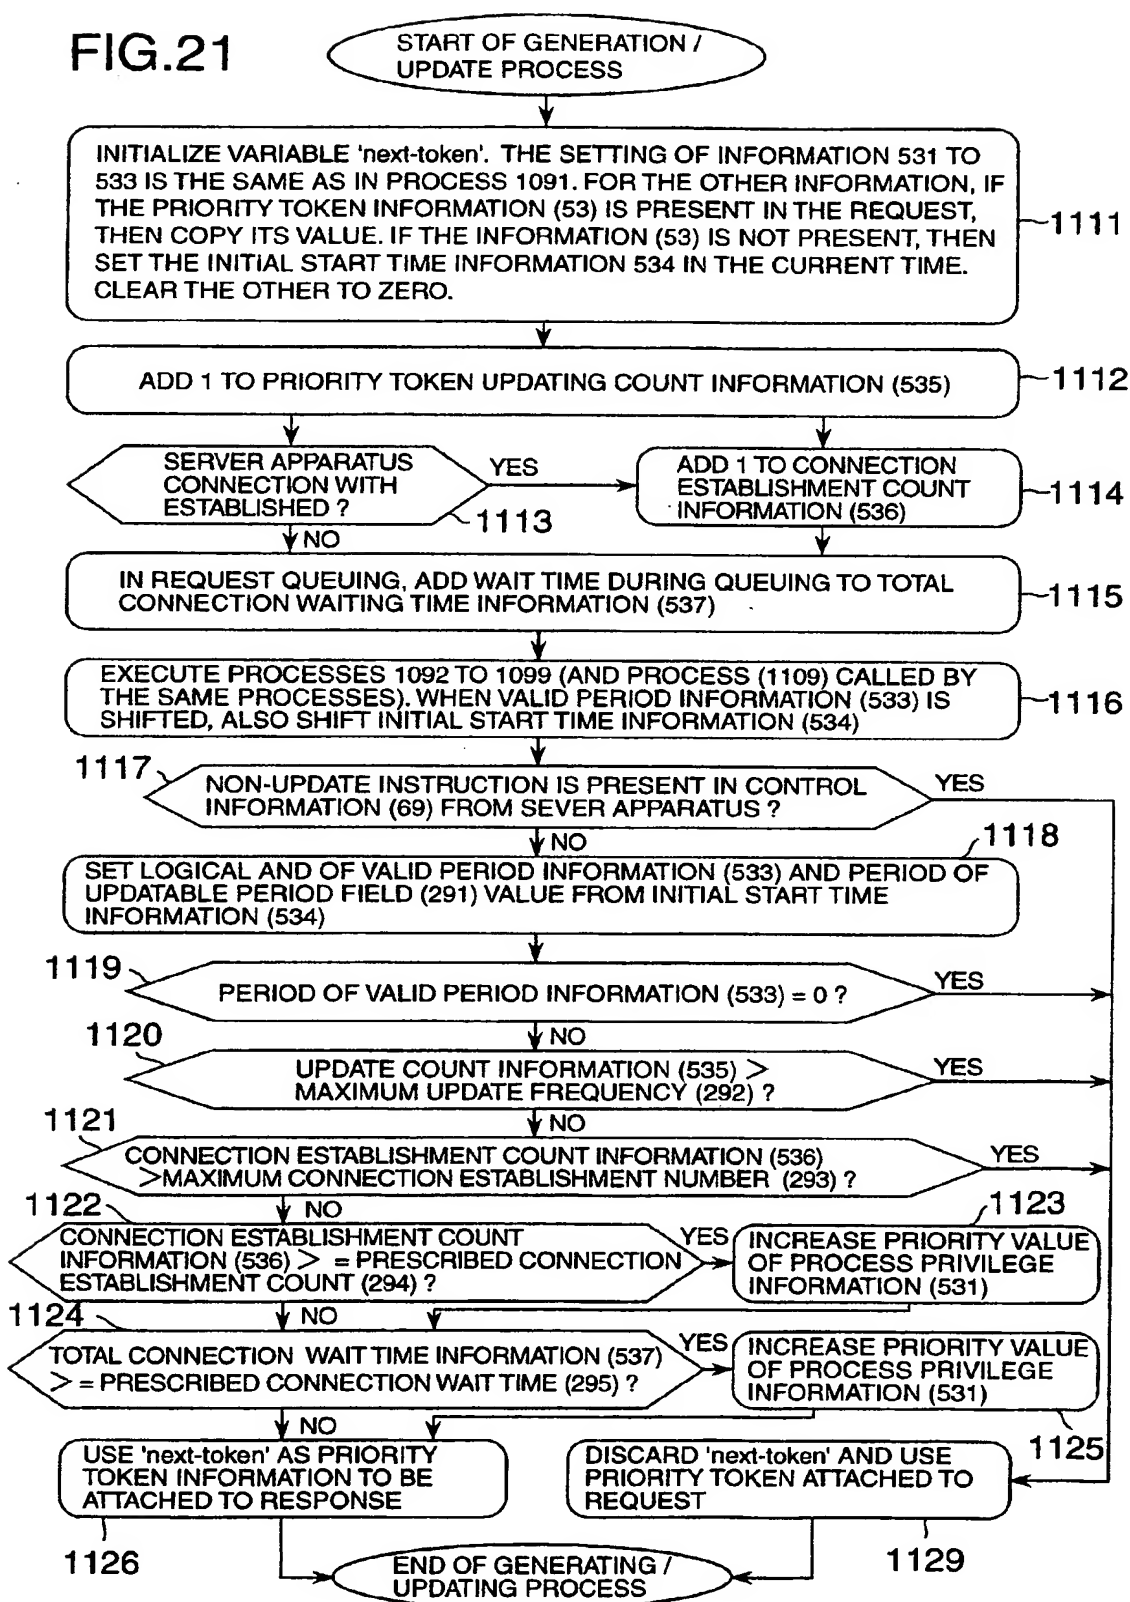 FIG.21
START OF GENERATION /
UPDATE PROCESS
INITIALIZE VARIABLE 'next-token'. THE SETTING OF INFORMATION 531 TO
533 IS THE SAME AS IN PROCESS 1091. FOR THE OTHER INFORMATION, IF
THE PRIORITY TOKEN INFORMATION (53) IS PRESENT IN THE REQUEST,
THEN COPY ITS VALUE. IF THE INFORMATION (53) IS NOT PRESENT, THEN
SET THE INITIAL START TIME INFORMATION 534 IN THE CURRENT TIME.
CLEAR THE OTHER TO ZERO.
1111
ADD 1 TO PRIORITY TOKEN UPDATING COUNT INFORMATION (535)
1112
SERVER APPARATUS
CONNECTION WITH
ESTABLISHED ?
YES
1113
NO
ADD 1 TO CONNECTION
ESTABLISHMENT COUNT
INFORMATION (536)
1114
IN REQUEST QUEUING, ADD WAIT TIME DURING QUEUING TO TOTAL
CONNECTION WAITING TIME INFORMATION (537)
1115
EXECUTE PROCESSES 1092 TO 1099 (AND PROCESS (1109) CALLED BY
THE SAME PROCESSES). WHEN VALID PERIOD INFORMATION (533) IS
SHIFTED, ALSO SHIFT INITIAL START TIME INFORMATION (534)
1116
1117
NON-UPDATE INSTRUCTION IS PRESENT IN CONTROL
INFORMATION (69) FROM SEVER APPARATUS ?
YES
NO
1118
SET LOGICAL AND OF VALID PERIOD INFORMATION (533) AND PERIOD OF
UPDATABLE PERIOD FIELD (291) VALUE FROM INITIAL START TIME
INFORMATION (534)
1119
PERIOD OF VALID PERIOD INFORMATION (533) = 0 ?
YES
NO
1120
UPDATE COUNT INFORMATION (535) >
MAXIMUM UPDATE FREQUENCY (292) ?
YES
NO
1121
CONNECTION ESTABLISHMENT COUNT INFORMATION (536)
>MAXIMUM CONNECTION ESTABLISHMENT NUMBER (293) ?
YES
NO
1122
CONNECTION ESTABLISHMENT COUNT
INFORMATION (536) > = PRESCRIBED CONNECTION
ESTABLISHMENT COUNT (294) ?
YES
NO
1123
INCREASE PRIORITY VALUE
OF PROCESS PRIVILEGE
INFORMATION (531)
1124
TOTAL CONNECTION WAIT TIME INFORMATION (537)
> = PRESCRIBED CONNECTION WAIT TIME (295) ?
YES
NO
INCREASE PRIORITY VALUE
OF PROCESS PRIVILEGE
INFORMATION (531)
1125
USE 'next-token' AS PRIORITY
TOKEN INFORMATION TO BE
ATTACHED TO RESPONSE
1126
DISCARD 'next-token' AND USE
PRIORITY TOKEN ATTACHED TO
REQUEST
1129
END OF GENERATING /
UPDATING PROCESS